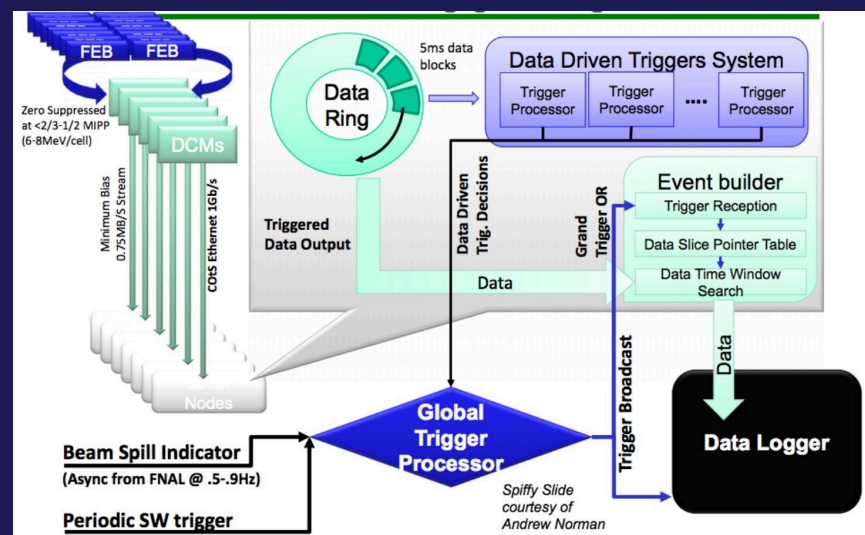 FEB
FEB
Zero Suppressed
at <2/3-1/2 MIPP
(6-8MeV/cell)
DCMs
Minimum Bias
0.75MB/S Stream
COtS Ethernet 1Gb/s
Nodes
Data
Ring
5ms data
blocks
Data Driven Triggers System
Trigger
Processor
Trigger
Processor
....
Trigger
Processor
Triggered
Data Output
Data Driven
Trig. Decisions
Data
Grand
Trigger OR
Event builder
Trigger Reception
Data Slice Pointer Table
Data Time Window
Search
Data
Data Logger
Global
Trigger
Processor
Trigger Broadcast
Beam Spill Indicator
(Async from FNAL @ .5-.9Hz)
Periodic SW trigger
Spiffy Slide
courtesy of
Andrew Norman